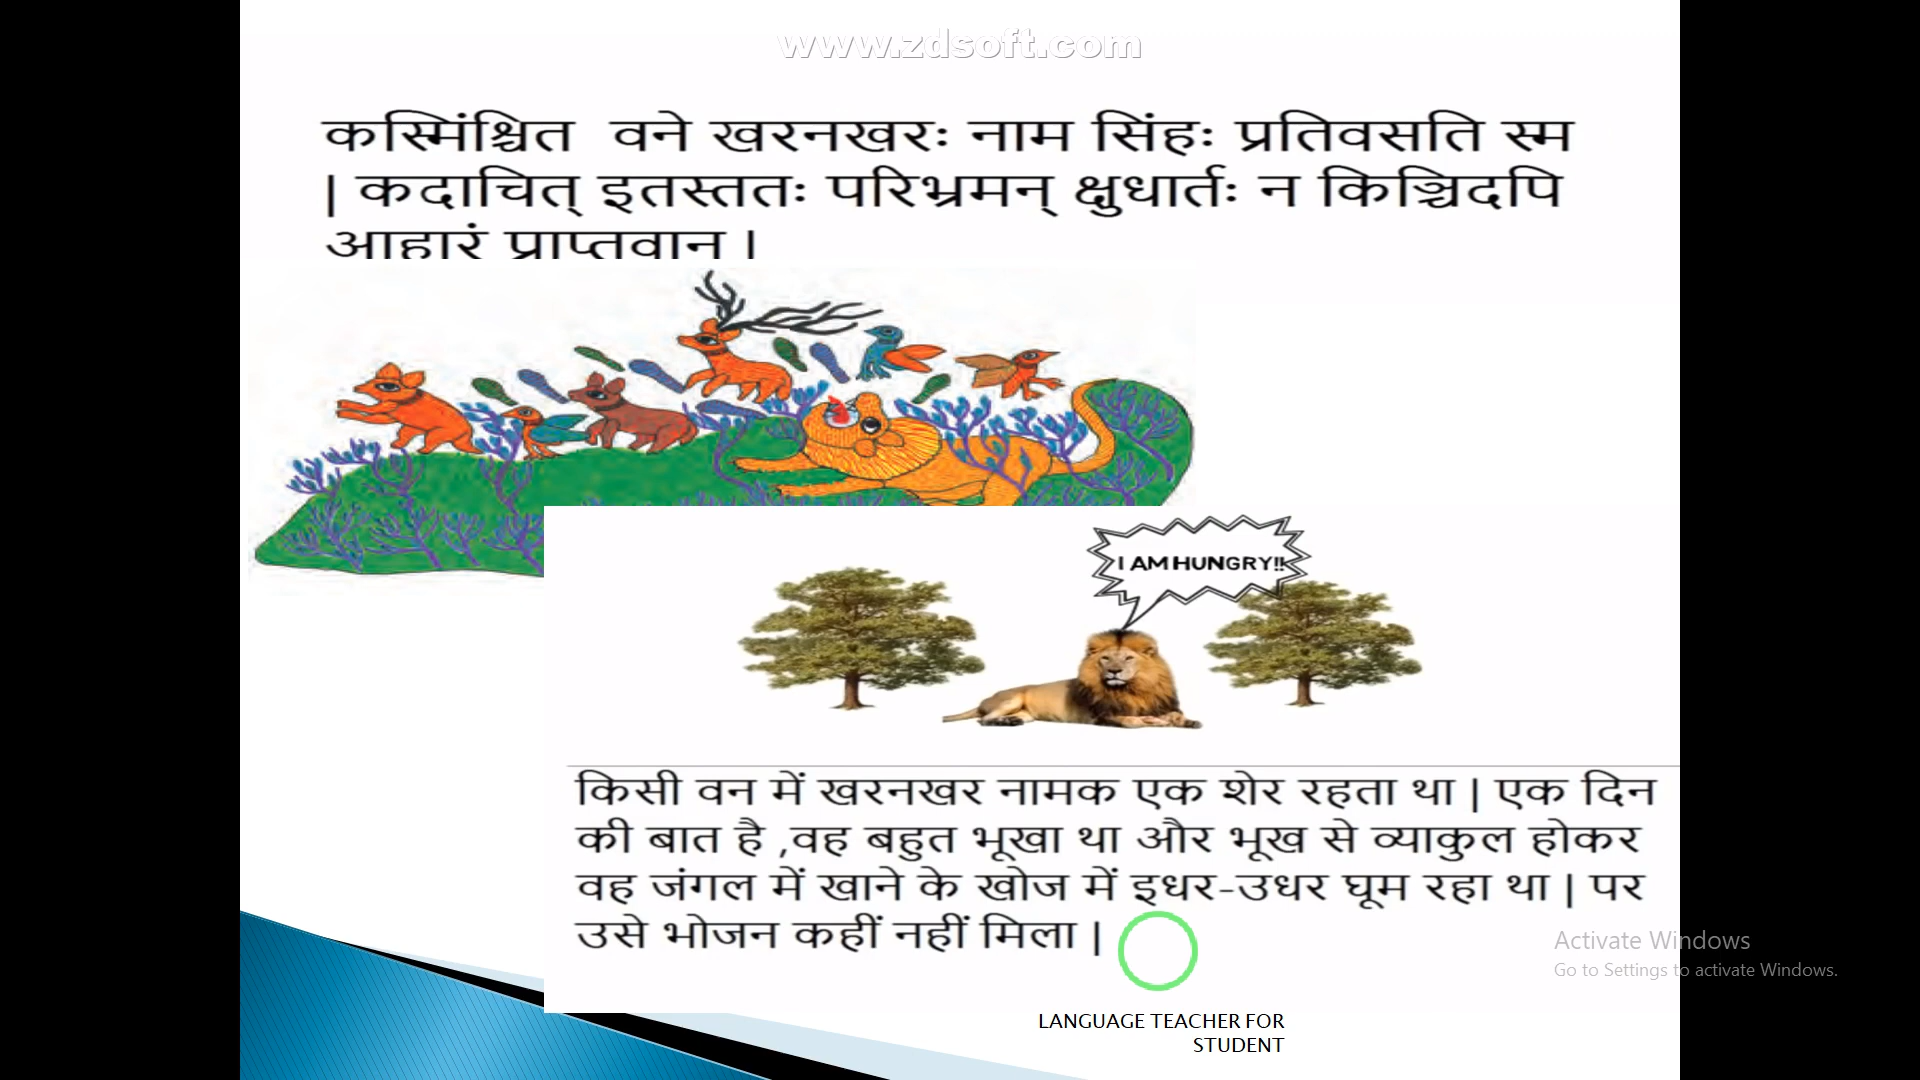 www.zdsoft.com
कस्मिंश्चित वने खरनखरः नाम सिंहः प्रतिवसति स्म
| कदाचित् इतस्ततः परिभ्रमन् क्षुधार्तः न किञ्चिदपि
आहारं प्राप्तवान |
I AM HUNGRY!!
किसी वन में खरनखर नामक एक शेर रहता था | एक दिन
की बात है ,वह बहुत भूखा था और भूख से व्याकुल होकर
वह जंगल में खाने के खोज में इधर-उधर घूम रहा था | पर
उसे भोजन कहीं नहीं मिला |
Activate Windows
Go to Settings to activate Windows.
LANGUAGE TEACHER FOR
STUDENT